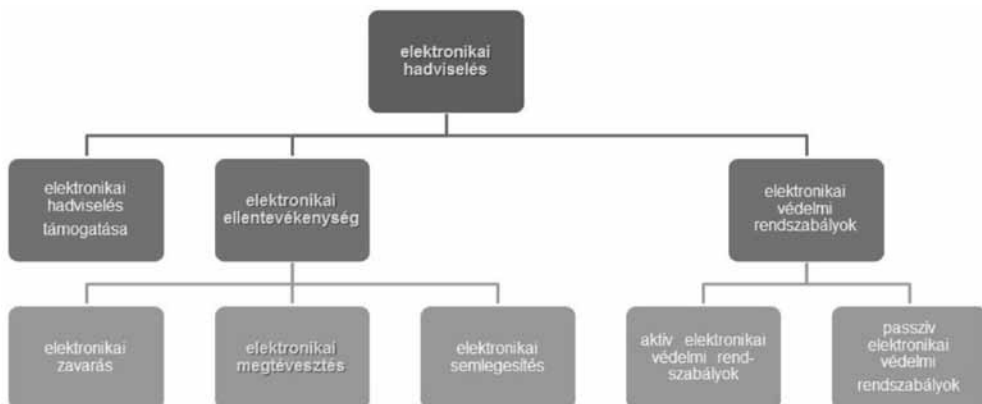 elektronikai
hadviselés
elektronikai
hadviselés
támogatása
elektronikai
ellentevékenység
elektronikai
védelmi
rendszabályok
elektronikai
zavarás
elektronikai
megtévesztés
elektronikai
semlegesítés
aktív elektronikai
védelmi rend-
szabályok
passzív
elektronikai
védelmi
rendszabályok